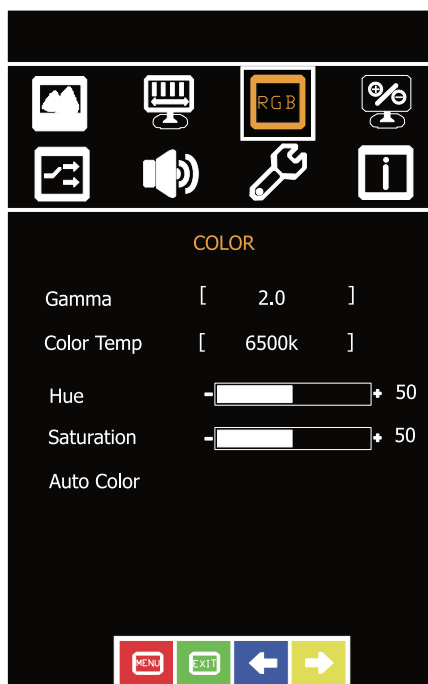 RGB
i
COLOR
Gamma [ 2.0 ]
Color Temp [ 6500k ]
Hue - + 50
Saturation - + 50
Auto Color
MENU EXIT